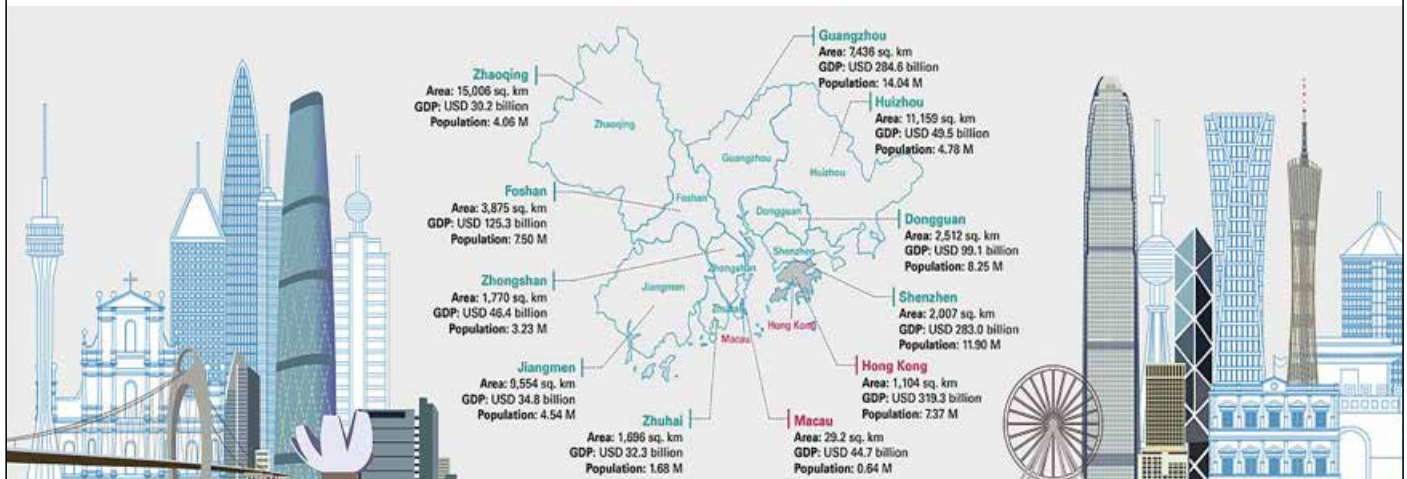 Guangzhou
Area: 7,436 sq. km
GDP: USD 284.6 billion
Population: 14.04 M
Zhaoqing
Area: 15,006 sq. km
GDP: USD 30.2 billion
Population: 4.06 M
Huizhou
Area: 11,159 sq. km
GDP: USD 49.5 billion
Population: 4.78 M
Zhaoqing
Guangzhou
Huizhou
Foshan
Area: 3,875 sq. km
GDP: USD 125.3 billion
Population: 7.50 M
Foshan
Dongguan
Dongguan
Area: 2,512 sq. km
GDP: USD 99.1 billion
Population: 8.25 M
Shenzhen
Zhongshan
Area: 1,770 sq. km
GDP: USD 46.4 billion
Population: 3.23 M
Zhongshan
Jiangmen
Shenzhen
Area: 2,007 sq. km
GDP: USD 283.0 billion
Population: 11.90 M
Zhuhai
Hong Kong
Macau
Jiangmen
Area: 9,554 sq. km
GDP: USD 34.8 billion
Population: 4.54 M
Hong Kong
Area: 1,104 sq. km
GDP: USD 319.3 billion
Population: 7.37 M
Zhuhai
Area: 1,696 sq. km
GDP: USD 32.3 billion
Population: 1.68 M
Macau
Area: 29.2 sq. km
GDP: USD 44.7 billion
Population: 0.64 M